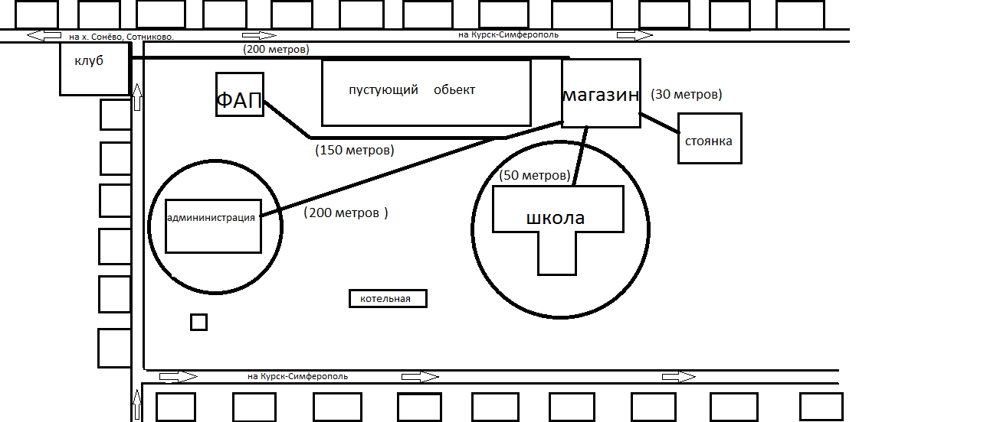 на х. Сонёво, Сотниково.
на Курск-Симферополь
(200 метров)
клуб
ФАП
пустующий обьект
магазин
(30 метров)
стоянка
(150 метров)
(50 метров)
(200 метров )
админинистрация
школа
котельная
на Курск-Симферополь